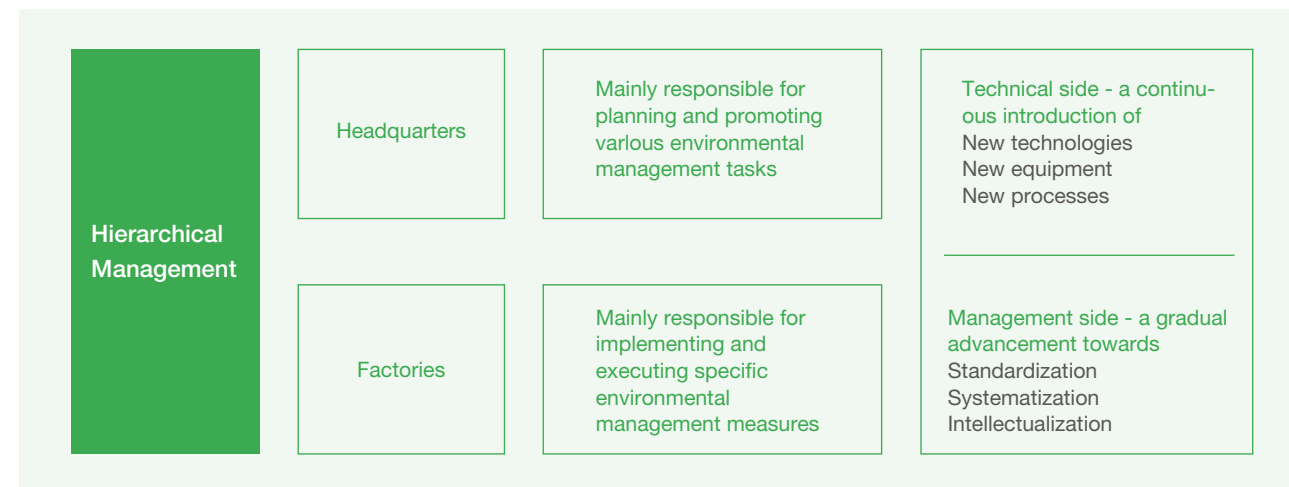 Hierarchical
Management
Headquarters
Mainly responsible for
planning and promoting
varlous environmental
management tasks
Technical side - a continu-
ous introduction of
New technologies
New equipment
New processes
Factories
Mainly responsible for
implementing and
executing specific
environmental
management measures
Management side - a gradual
advancement towards
Standardization
Systematization
Intellectualization